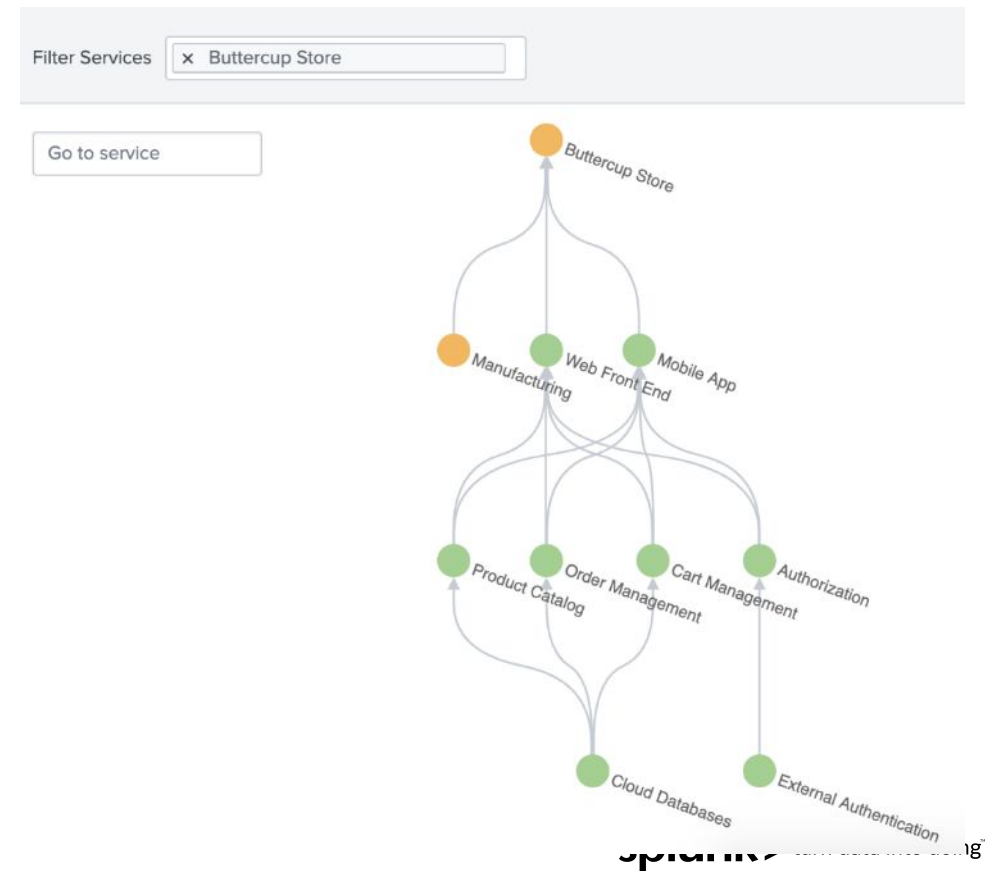 Filter Services
× Buttercup Store
Go to service
Buttercup Store
Manufacturing
Web Front End
Mobile App
Product Catalog
Order Management
Cart Management
Authorization
Cloud Databases
External Authentication